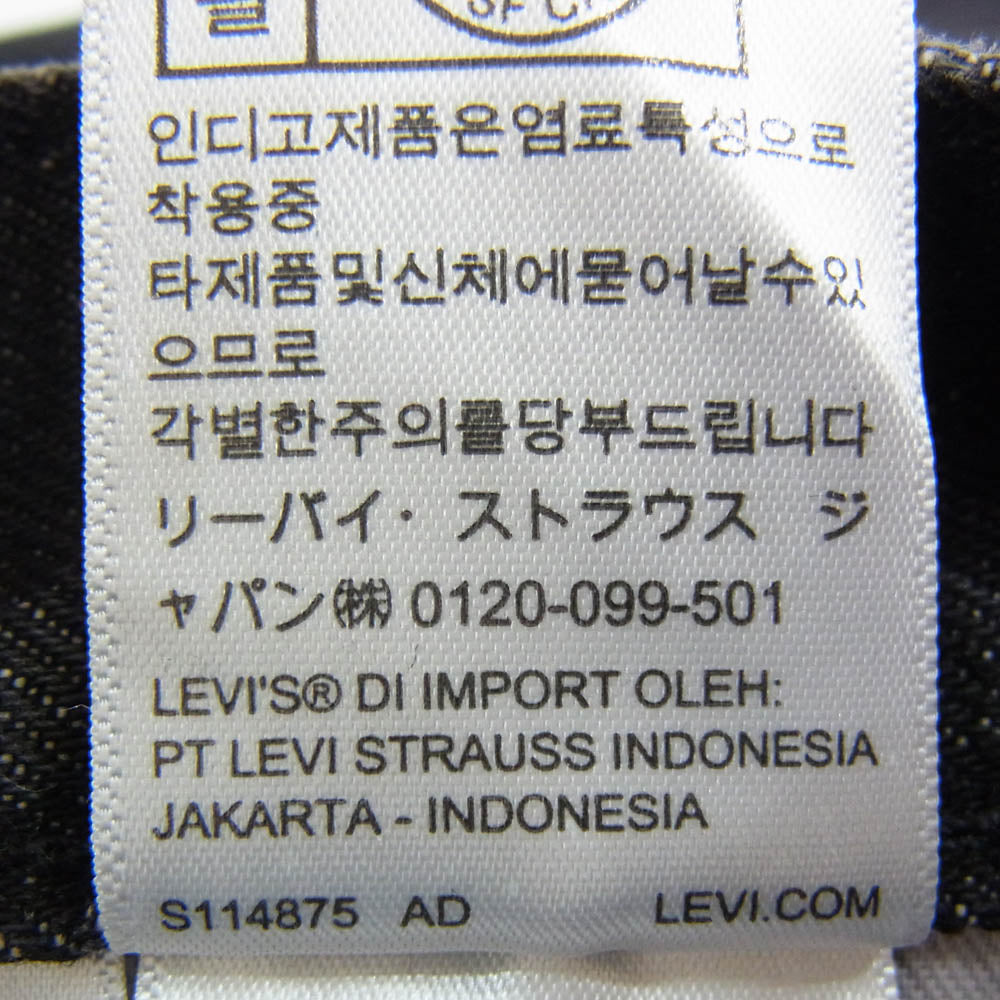 별
인디고제품은염료특성으로
착용중
타제품및신체에묻어날수있
으므로
각별한주의를당부드립니다
リーバイ・ ストラウス ジ
ャパン㈱ 0120-099-501
LEVI'S® DI IMPORT OLEH:
PT LEVI STRAUSS INDONESIA
JAKARTA - INDONESIA
S114875 AD LEVI.COM